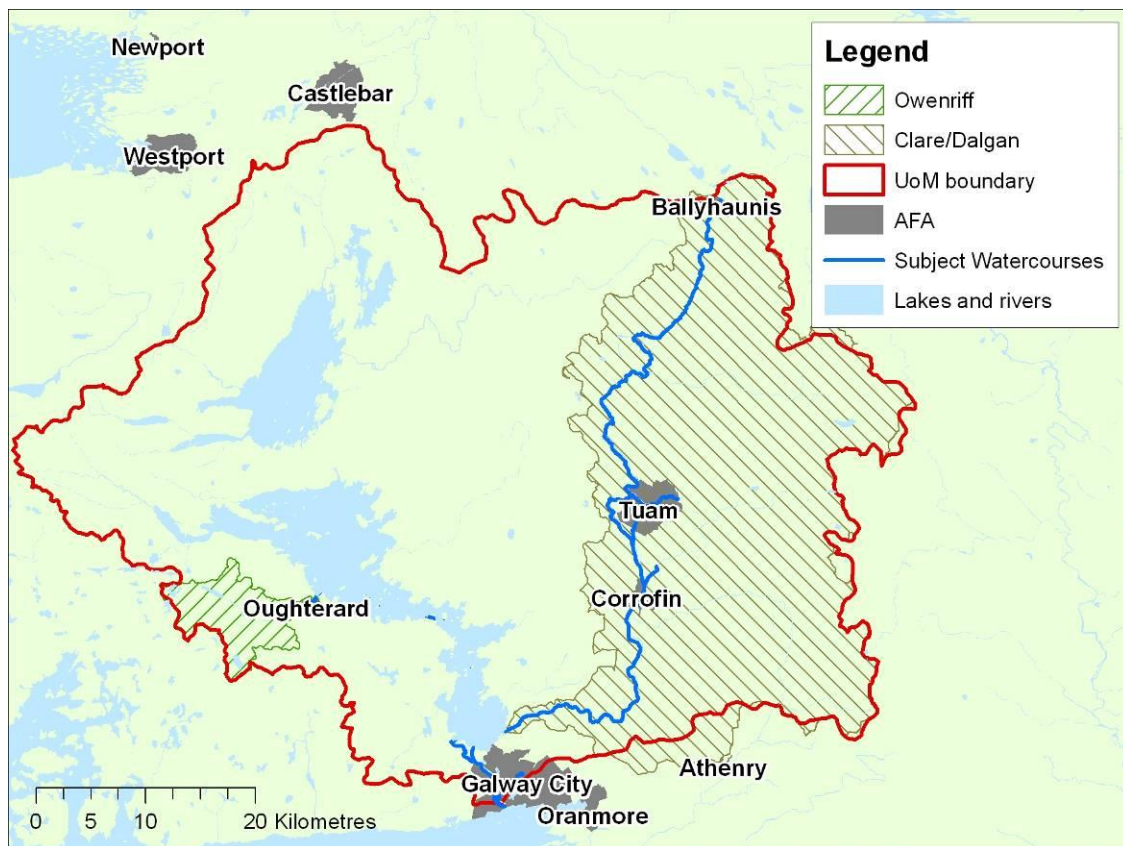 Newport
Castlebar
Westport
Ballyhaunis
Tuam
Corrofin
Oughterard
Athenry
Galway City
Oranmore
Legend
Owenriff
Clare/Dalgan
UoM boundary
AFA
Subject Watercourses
Lakes and rivers
0 5 10 20 Kilometres